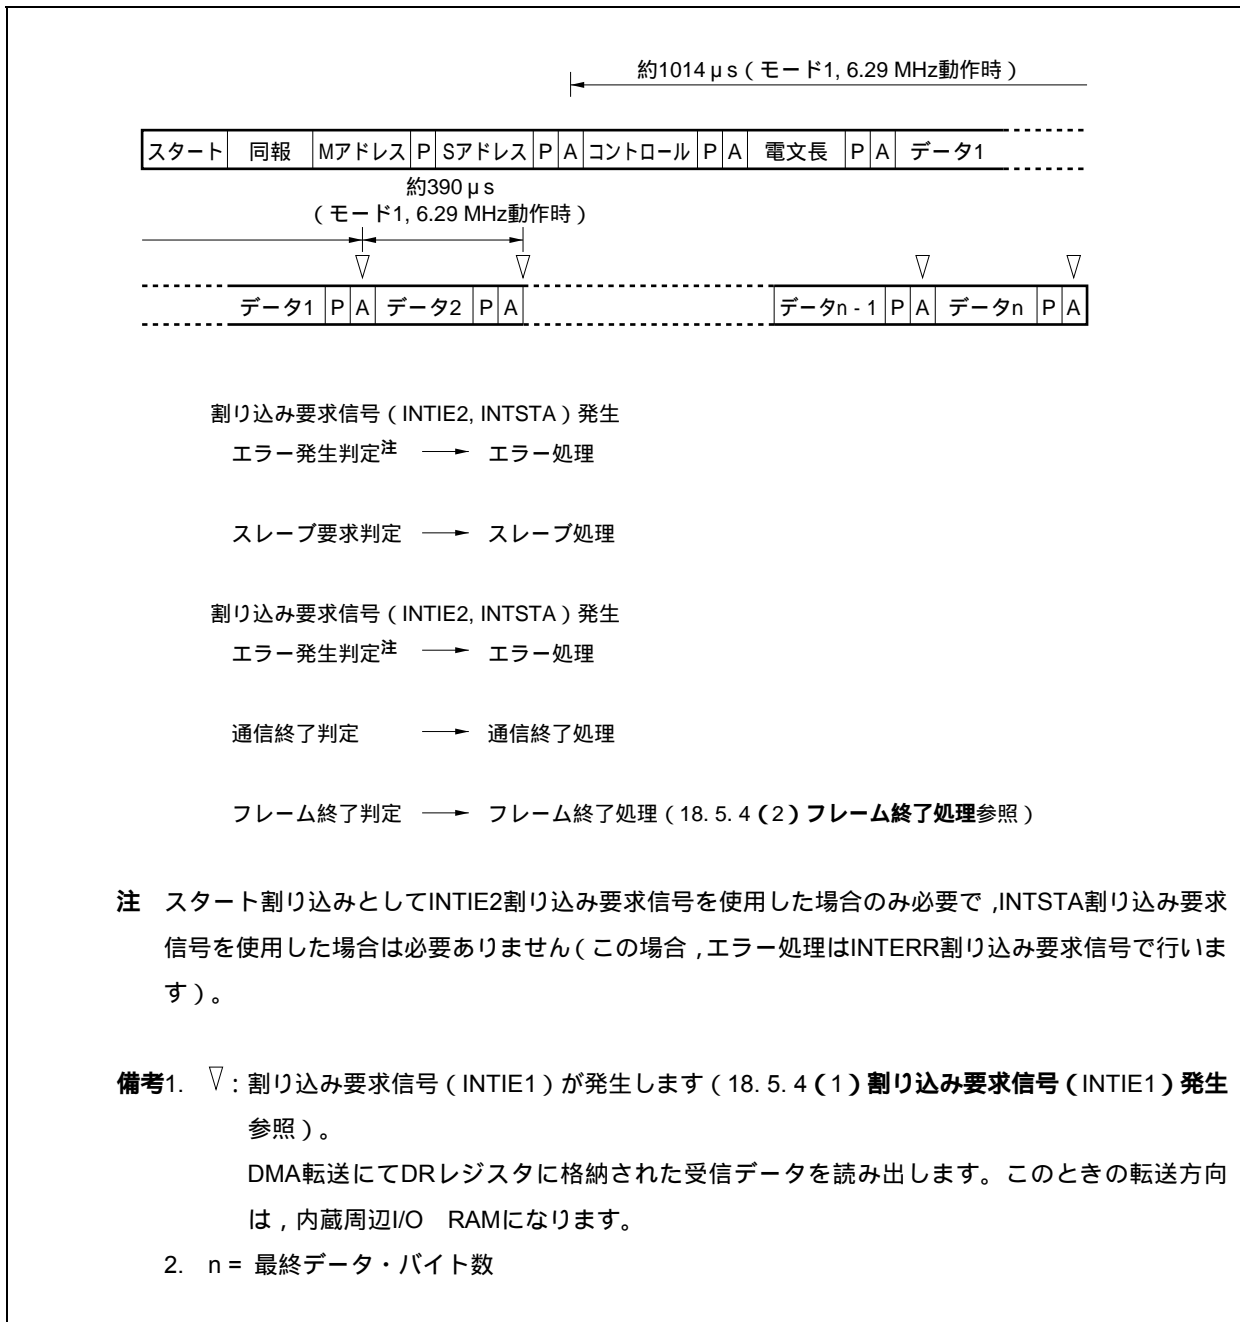 約1014 μ s ( モード1, 6.29 MHz動作時 )
スタート 同報 Mアドレス P Sアドレス P A コントロール P A 電文長 P A データ1
約390 μ s
( モード1, 6.29 MHz動作時 )
データ1 P A データ2 P A データn - 1 P A データn P A
割り込み要求信号 ( INTIE2, INTSTA ) 発生
エラー発生判定注 → エラー処理
スレーブ要求判定 → スレーブ処理
割り込み要求信号 ( INTIE2, INTSTA ) 発生
エラー発生判定注 → エラー処理
通信終了判定 → 通信終了処理
フレーム終了判定 → フレーム終了処理 ( 18. 5. 4 ( 2 ) フレーム終了処理参照 )
注 スタート割り込みとしてINTIE2割り込み要求信号を使用した場合のみ必要で ,INTSTA割り込み要求
信号を使用した場合は必要ありません ( この場合 , エラー処理はINTERR割り込み要求信号で行いま
す ) 。
備考1. ▽ : 割り込み要求信号 ( INTIE1 ) が発生します ( 18. 5. 4 ( 1 ) 割り込み要求信号 ( INTIE1 ) 発生
参照 ) 。
DMA転送にてDRレジスタに格納された受信データを読み出します。このときの転送方向
は , 内蔵周辺I/O RAMになります。
2. n = 最終データ・バイト数